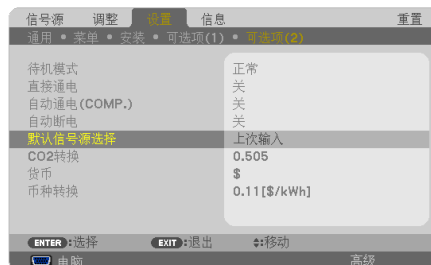 信号源 调整 设置 信息 重置
通用 • 菜单 • 安装 • 可选项(1) • 可选项(2)
待机模式 正常
直接通电 关
自动通电(COMP.) 关
自动断电 关
默认信号源选择 上次输入
CO2转换 0.505
货币 $
币种转换 0.11[$/kWh]
ENTER:选择 EXIT:退出 :移动
电脑 高级